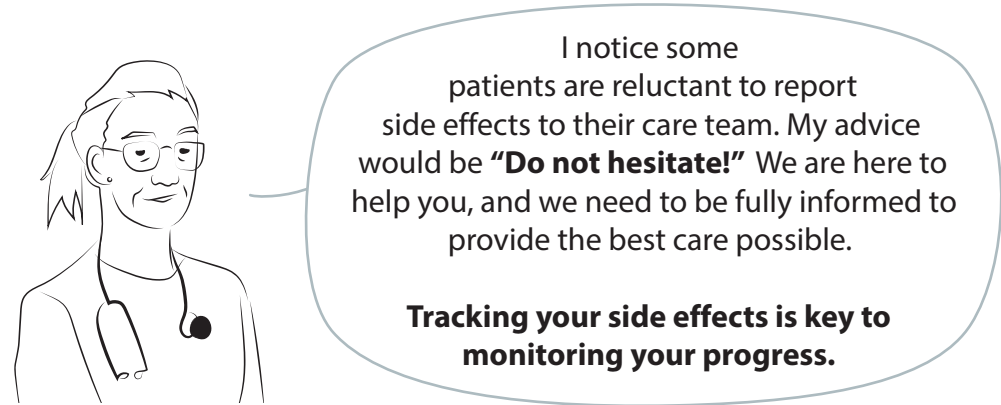 I notice some
patients are reluctant to report
side effects to their care team. My advice
would be “Do not hesitate!” We are here to
help you, and we need to be fully informed to
provide the best care possible.
Tracking your side effects is key to
monitoring your progress.